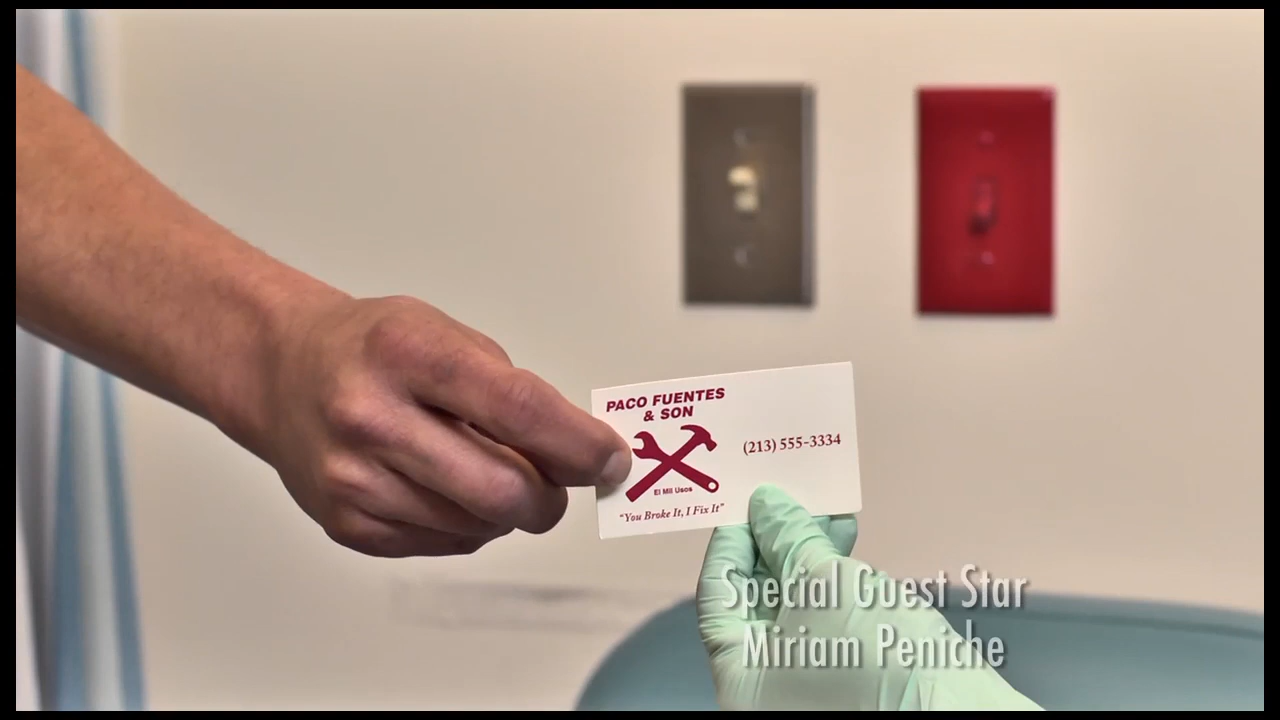 PACO FUENTES
& SON
(213) 555-3334
El Mil Usos
"You Broke It, I Fix It"
Special Guest Star
Miriam Peniche